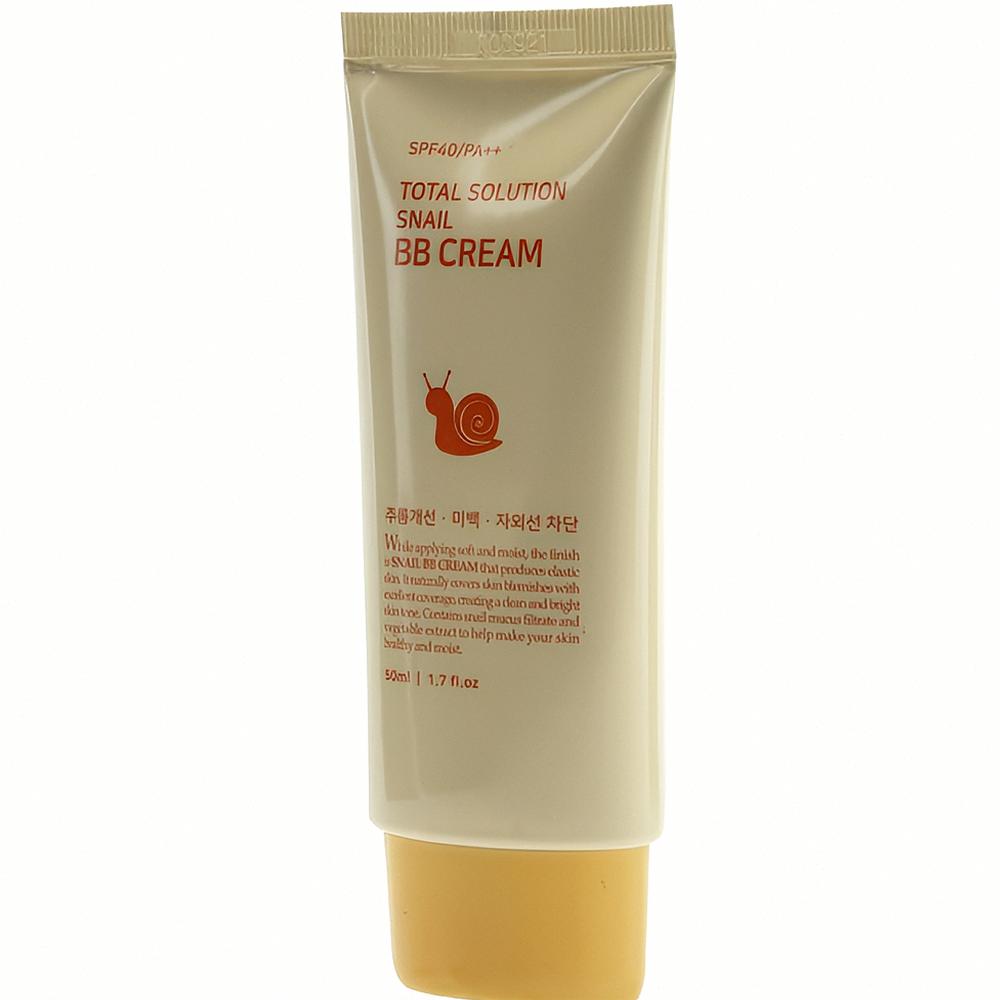 SPF40/PA++
TOTAL SOLUTION
SNAIL
BB CREAM
주름개선 · 미백 · 자외선 차단
While applying soft and moist, the finish
is SNAIL BB CREAM that produces elastic
skin. It naturally covers skin blemishes with
excellent coverage creating a clean and bright
skin tone. Contains snail mucus filtrate and
vegetable extract to help make your skin
healthy and moist.
50ml | 1.7 fl.oz